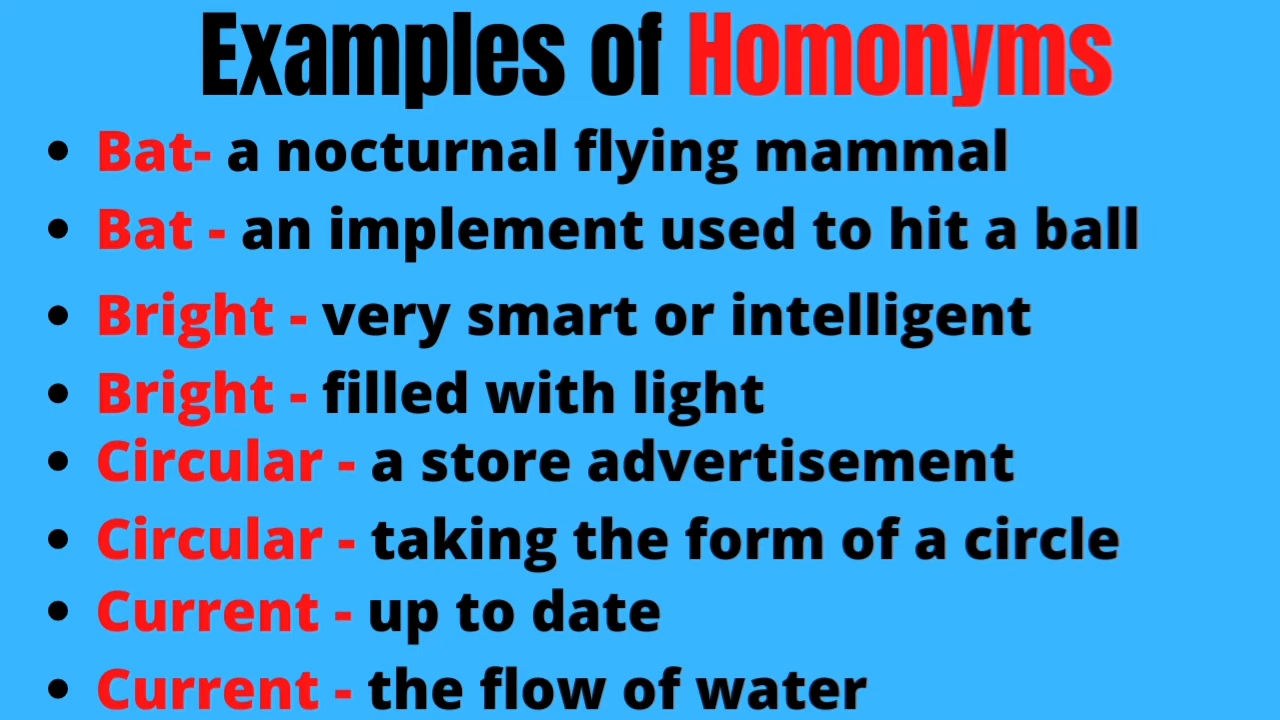 Examples of Homonyms
• Bat- a nocturnal flying mammal
• Bat - an implement used to hit a ball
• Bright - very smart or intelligent
• Bright - filled with light
• Circular - a store advertisement
• Circular - taking the form of a circle
• Current - up to date
• Current - the flow of water